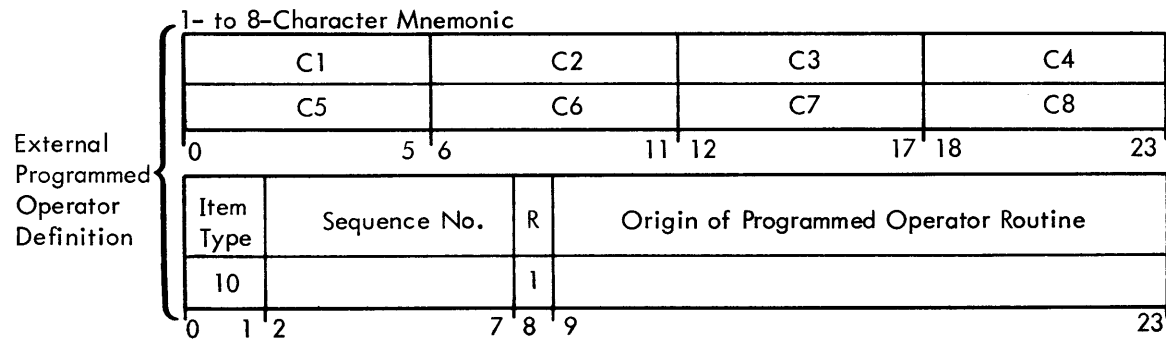 1- to 8-Character Mnemonic
C1 C2 C3 C4
C5 C6 C7 C8
0 5 6 11 12 17 18 23
External
Programmed
Operator
Definition
Item
Type
Sequence No.
R
Origin of Programmed Operator Routine
10 1
0 1 2 7 8 9 23